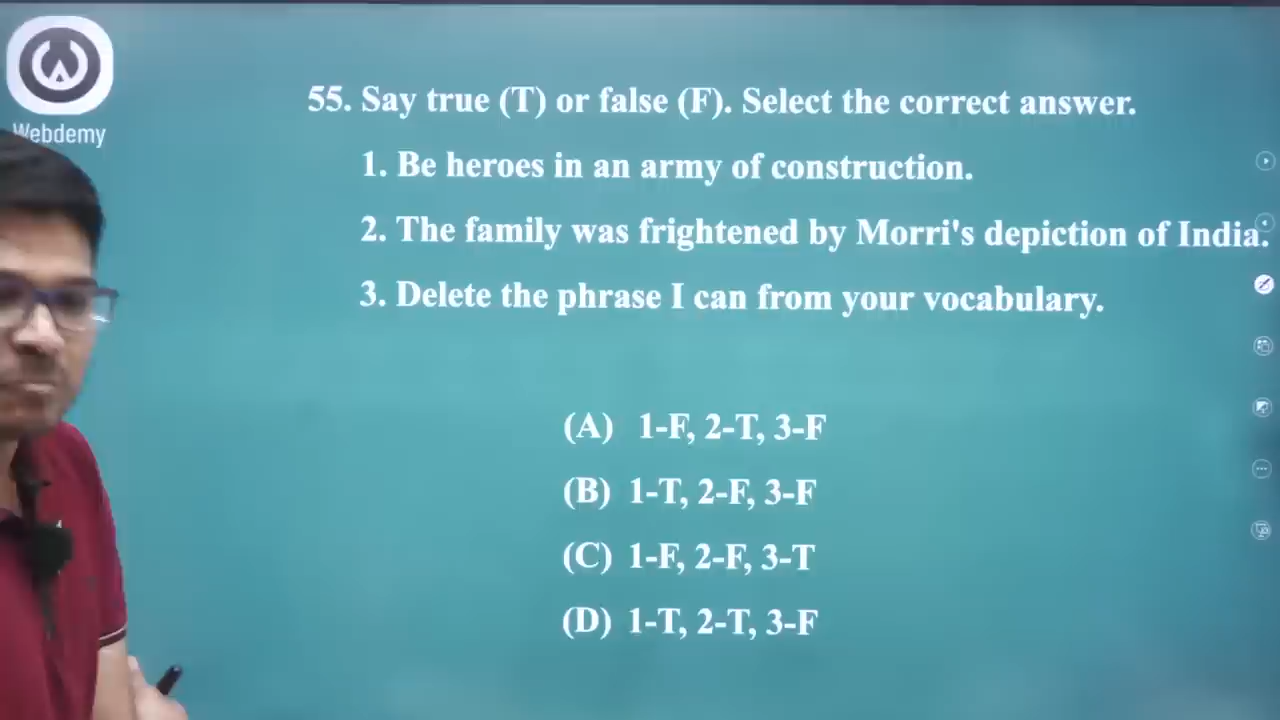 Webdemy
55. Say true (T) or false (F). Select the correct answer.
1. Be heroes in an army of construction.
2. The family was frightened by Morri's depiction of India.
3. Delete the phrase I can from your vocabulary.
(A) 1-F, 2-T, 3-F
(B) 1-T, 2-F, 3-F
(C) 1-F, 2-F, 3-T
(D) 1-T, 2-T, 3-F